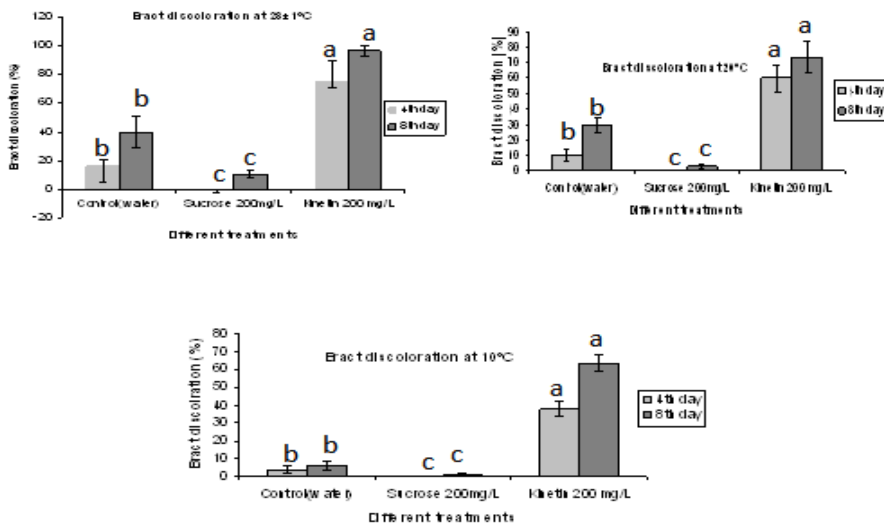 Bract discoloration at 28±1°C
Bract discoloration (%)
120
100
80
60
40
20
0
-20
b
b
c
c
a
a
4th day
8th day
Control(water)
Sucrose 200mg/L
Kinetin 200 mg/L
Different treatments
Bract discoloration at 20°C
Bract discoloration (%)
90
80
70
60
50
40
30
20
10
0
b
b
c
c
a
a
8th day
Control(water)
Sucrose 200mg/L
Kinetin 200 mg/L
Different treatments
Bract discoloration at 10°C
Bract discolration (%)
80
70
60
50
40
30
20
10
0
b
b
c
c
a
a
4th day
8th day
Control(water)
Sucrose 200mg/L
Kinetin 200 mg/L
Different treatments